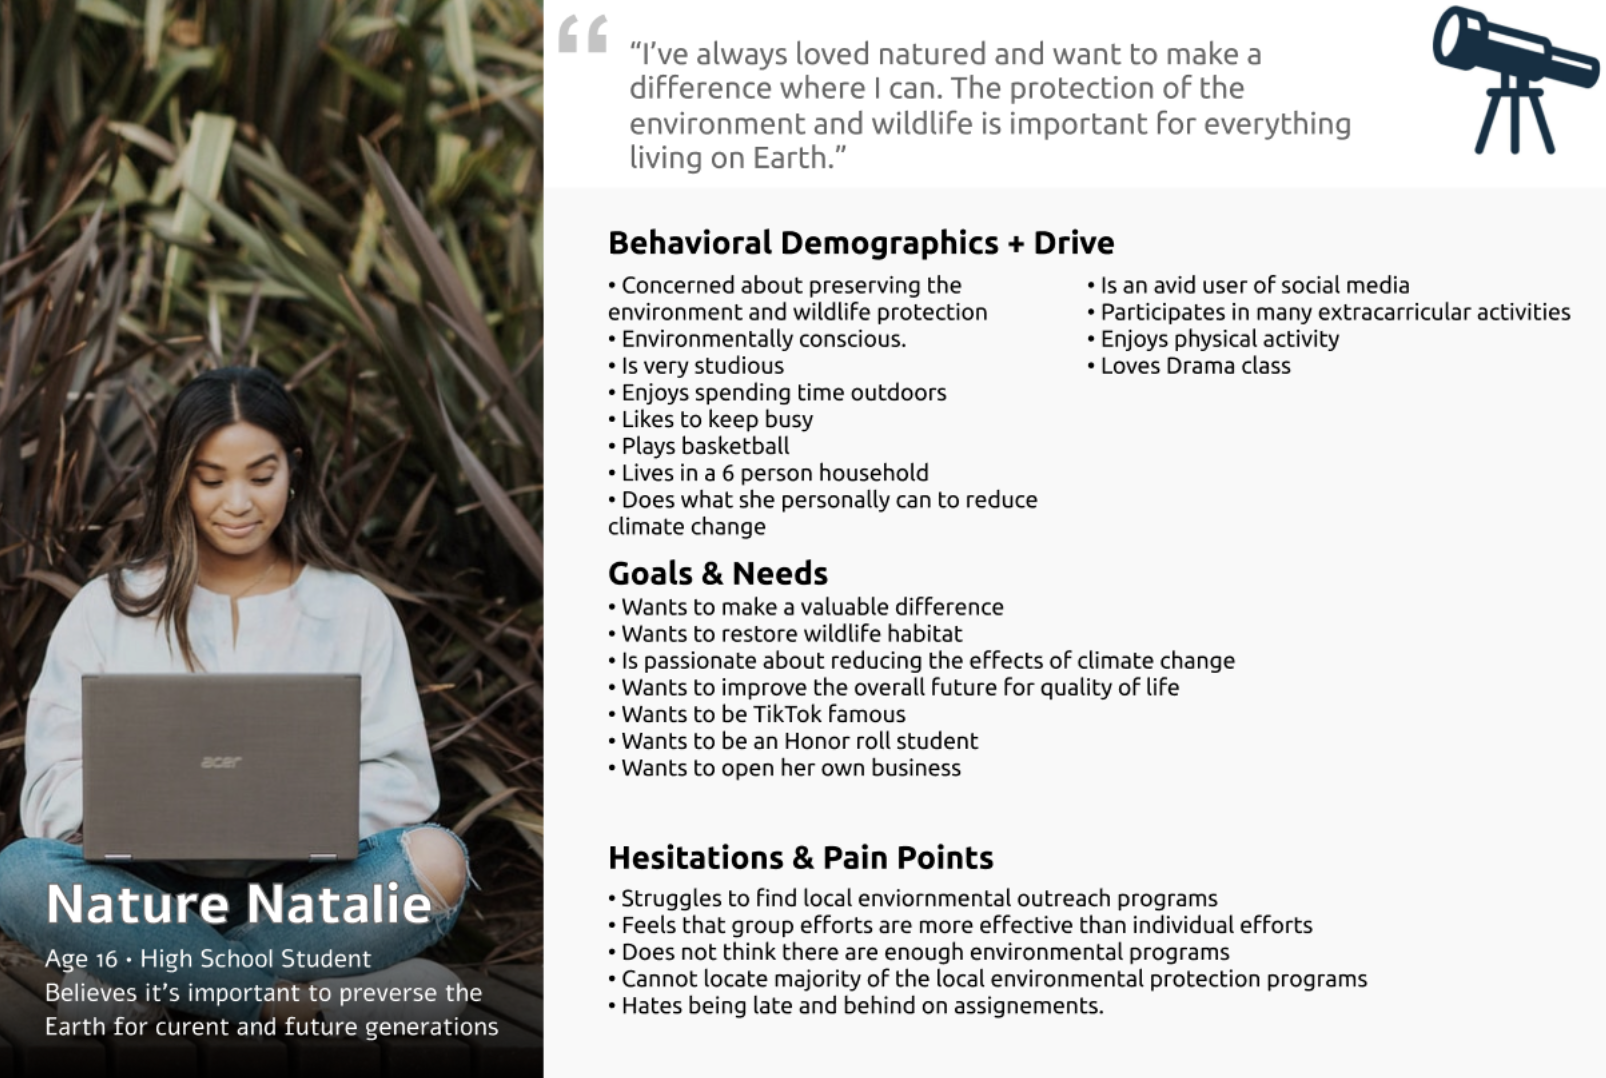 “
“I’ve always loved natured and want to make a
difference where I can. The protection of the
environment and wildlife is important for everything
living on Earth.”
Behavioral Demographics + Drive
• Concerned about preserving the
environment and wildlife protection
• Environmentally conscious.
• Is very studious
• Enjoys spending time outdoors
• Likes to keep busy
• Plays basketball
• Lives in a 6 person household
• Does what she personally can to reduce
climate change
• Is an avid user of social media
• Participates in many extracarricular activities
• Enjoys physical activity
• Loves Drama class
Goals & Needs
• Wants to make a valuable difference
• Wants to restore wildlife habitat
• Is passionate about reducing the effects of climate change
• Wants to improve the overall future for quality of life
• Wants to be TikTok famous
• Wants to be an Honor roll student
• Wants to open her own business
Hesitations & Pain Points
• Struggles to find local enviornmental outreach programs
• Feels that group efforts are more effective than individual efforts
• Does not think there are enough environmental programs
• Cannot locate majority of the local environmental protection programs
• Hates being late and behind on assignements.
acer
Nature Natalie
Age 16 • High School Student
Believes it’s important to preverse the
Earth for curent and future generations